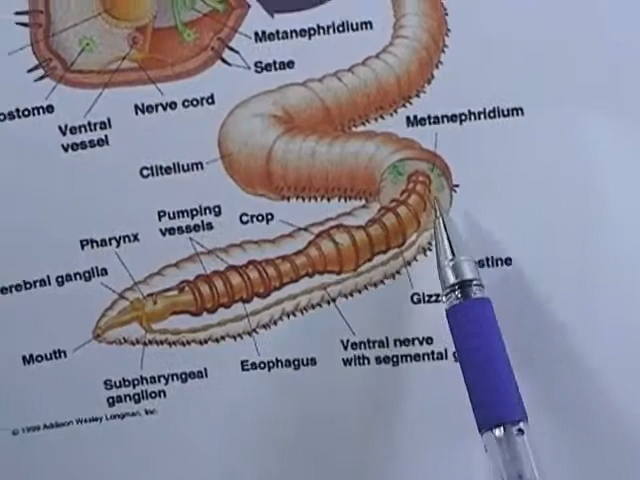 Metanephridium
Setae
ostome
Ventral
vessel
Nerve cord
Metanephridium
Clitellum
Pumping
vessels
Crop
Pharynx
erebral ganglia
stine
Gizz
Mouth
Subpharyngeal
ganglion
Esophagus
Ventral nerve
with segmental g
© 1999 Addison Wesley Longman, Inc.